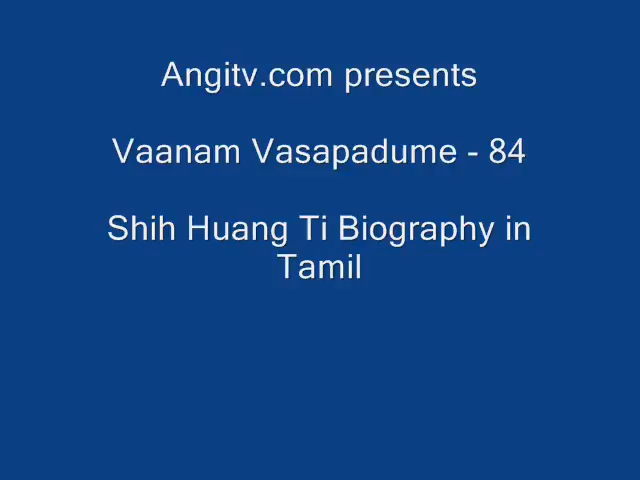 Angitv.com presents
Vaanam Vasapadume - 84
Shih Huang Ti Biography in
Tamil